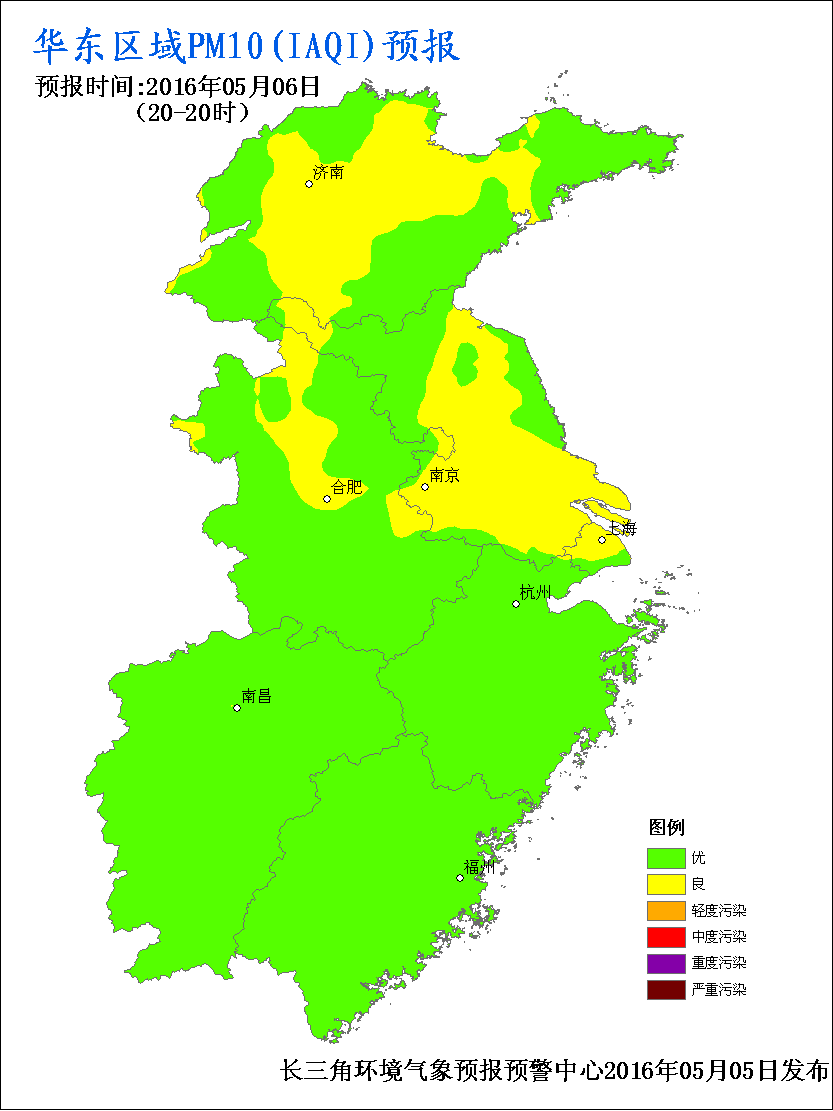 华东区域PM10(IAQI)预报
预报时间:2016年05月06日
(20-20时)
济南
合肥
南京
上海
杭州
南昌
福州
图例
优
良
轻度污染
中度污染
重度污染
严重污染
长三角环境气象预报预警中心2016年05月05日发布